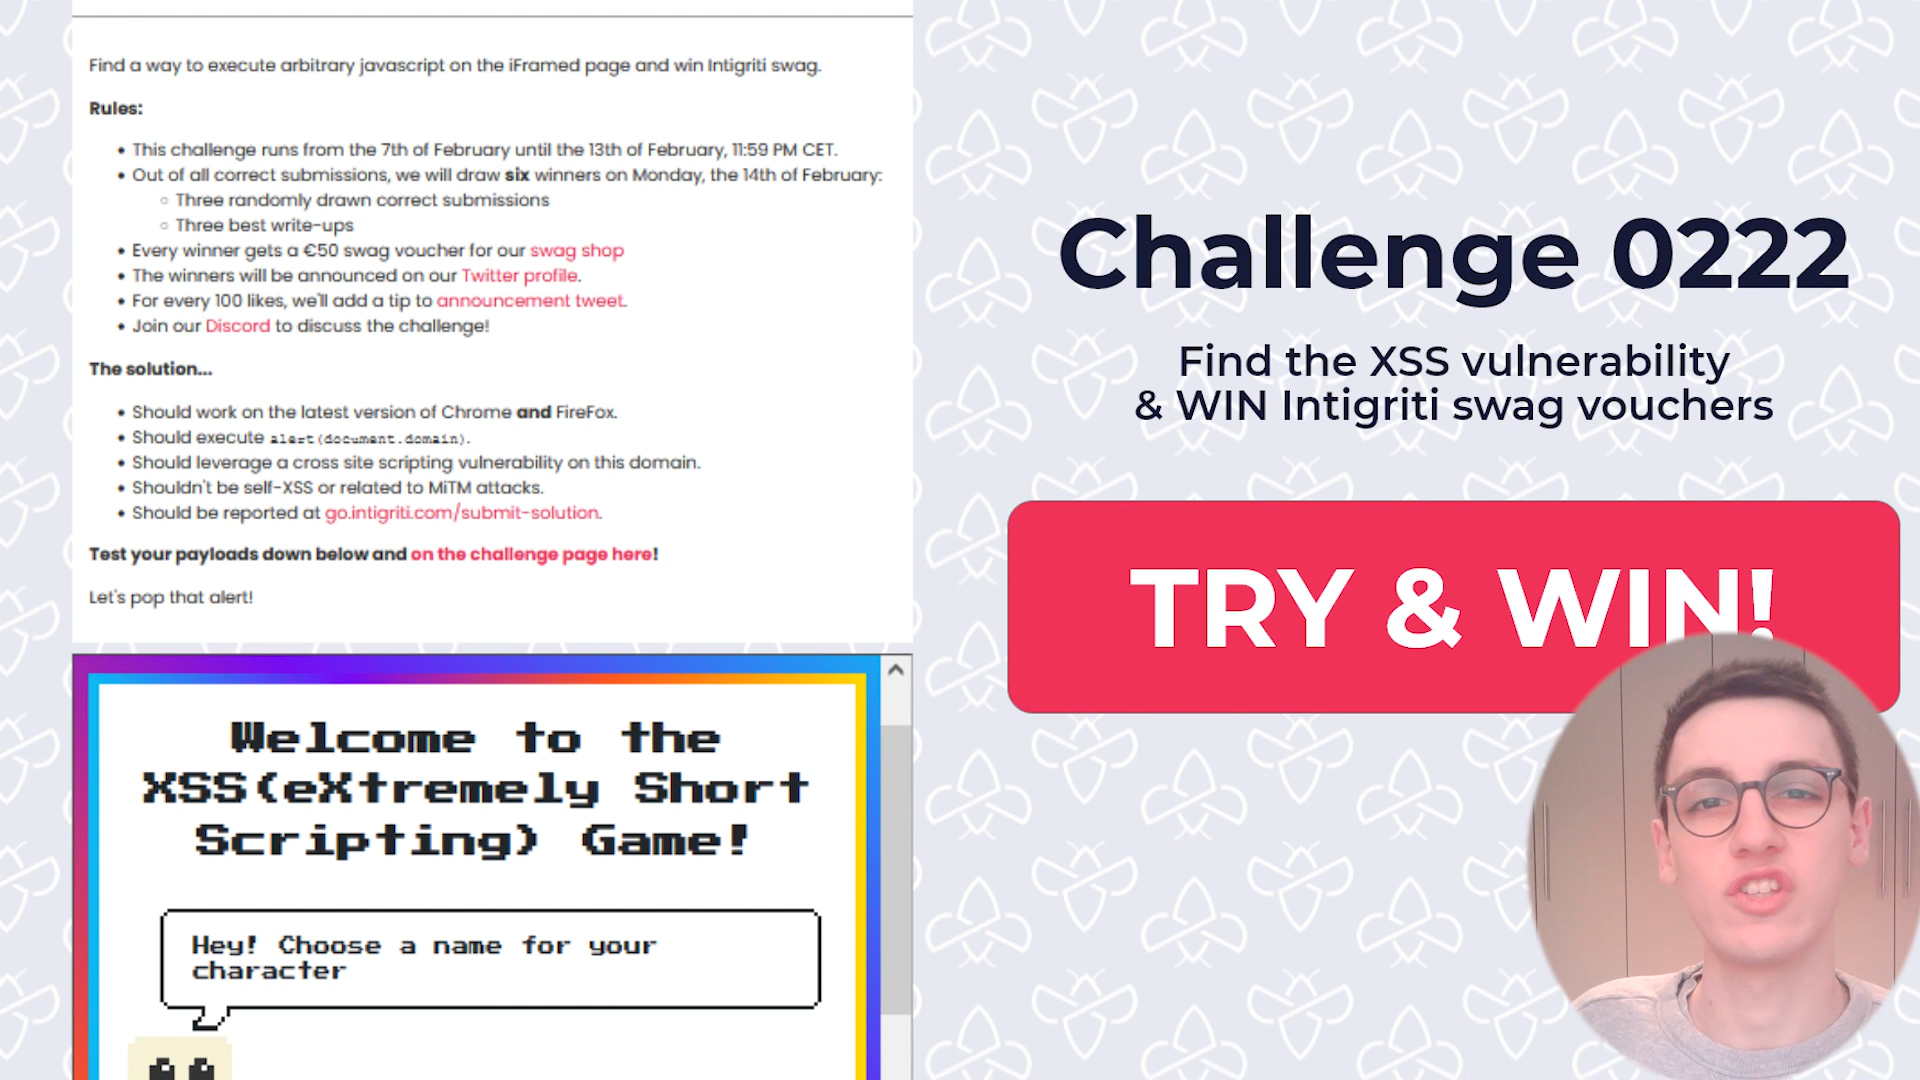 Find a way to execute arbitrary javascript on the iFramed page and win Intigriti swag.
Rules:
This challenge runs from the 7th of February until the 13th of February, 11:59 PM CET.
Out of all correct submissions, we will draw six winners on Monday, the 14th of February:
Three randomly drawn correct submissions
Three best write-ups
Every winner gets a €50 swag voucher for our swag shop
The winners will be announced on our Twitter profile.
For every 100 likes, we'll add a tip to announcement tweet.
Join our Discord to discuss the challenge!
The solution...
Should work on the latest version of Chrome and FireFox.
Should execute alert(document.domain).
Should leverage a cross site scripting vulnerability on this domain.
Shouldn't be self-XSS or related to MiTM attacks.
Should be reported at go.intigriti.com/submit-solution.
Test your payloads down below and on the challenge page here!
Let's pop that alert!
Welcome to the
XSS(eXtremely Short
Scripting) Game!
Hey! Choose a name for your
character
Challenge 0222
Find the XSS vulnerability
& WIN Intigriti swag vouchers
TRY & WIN!